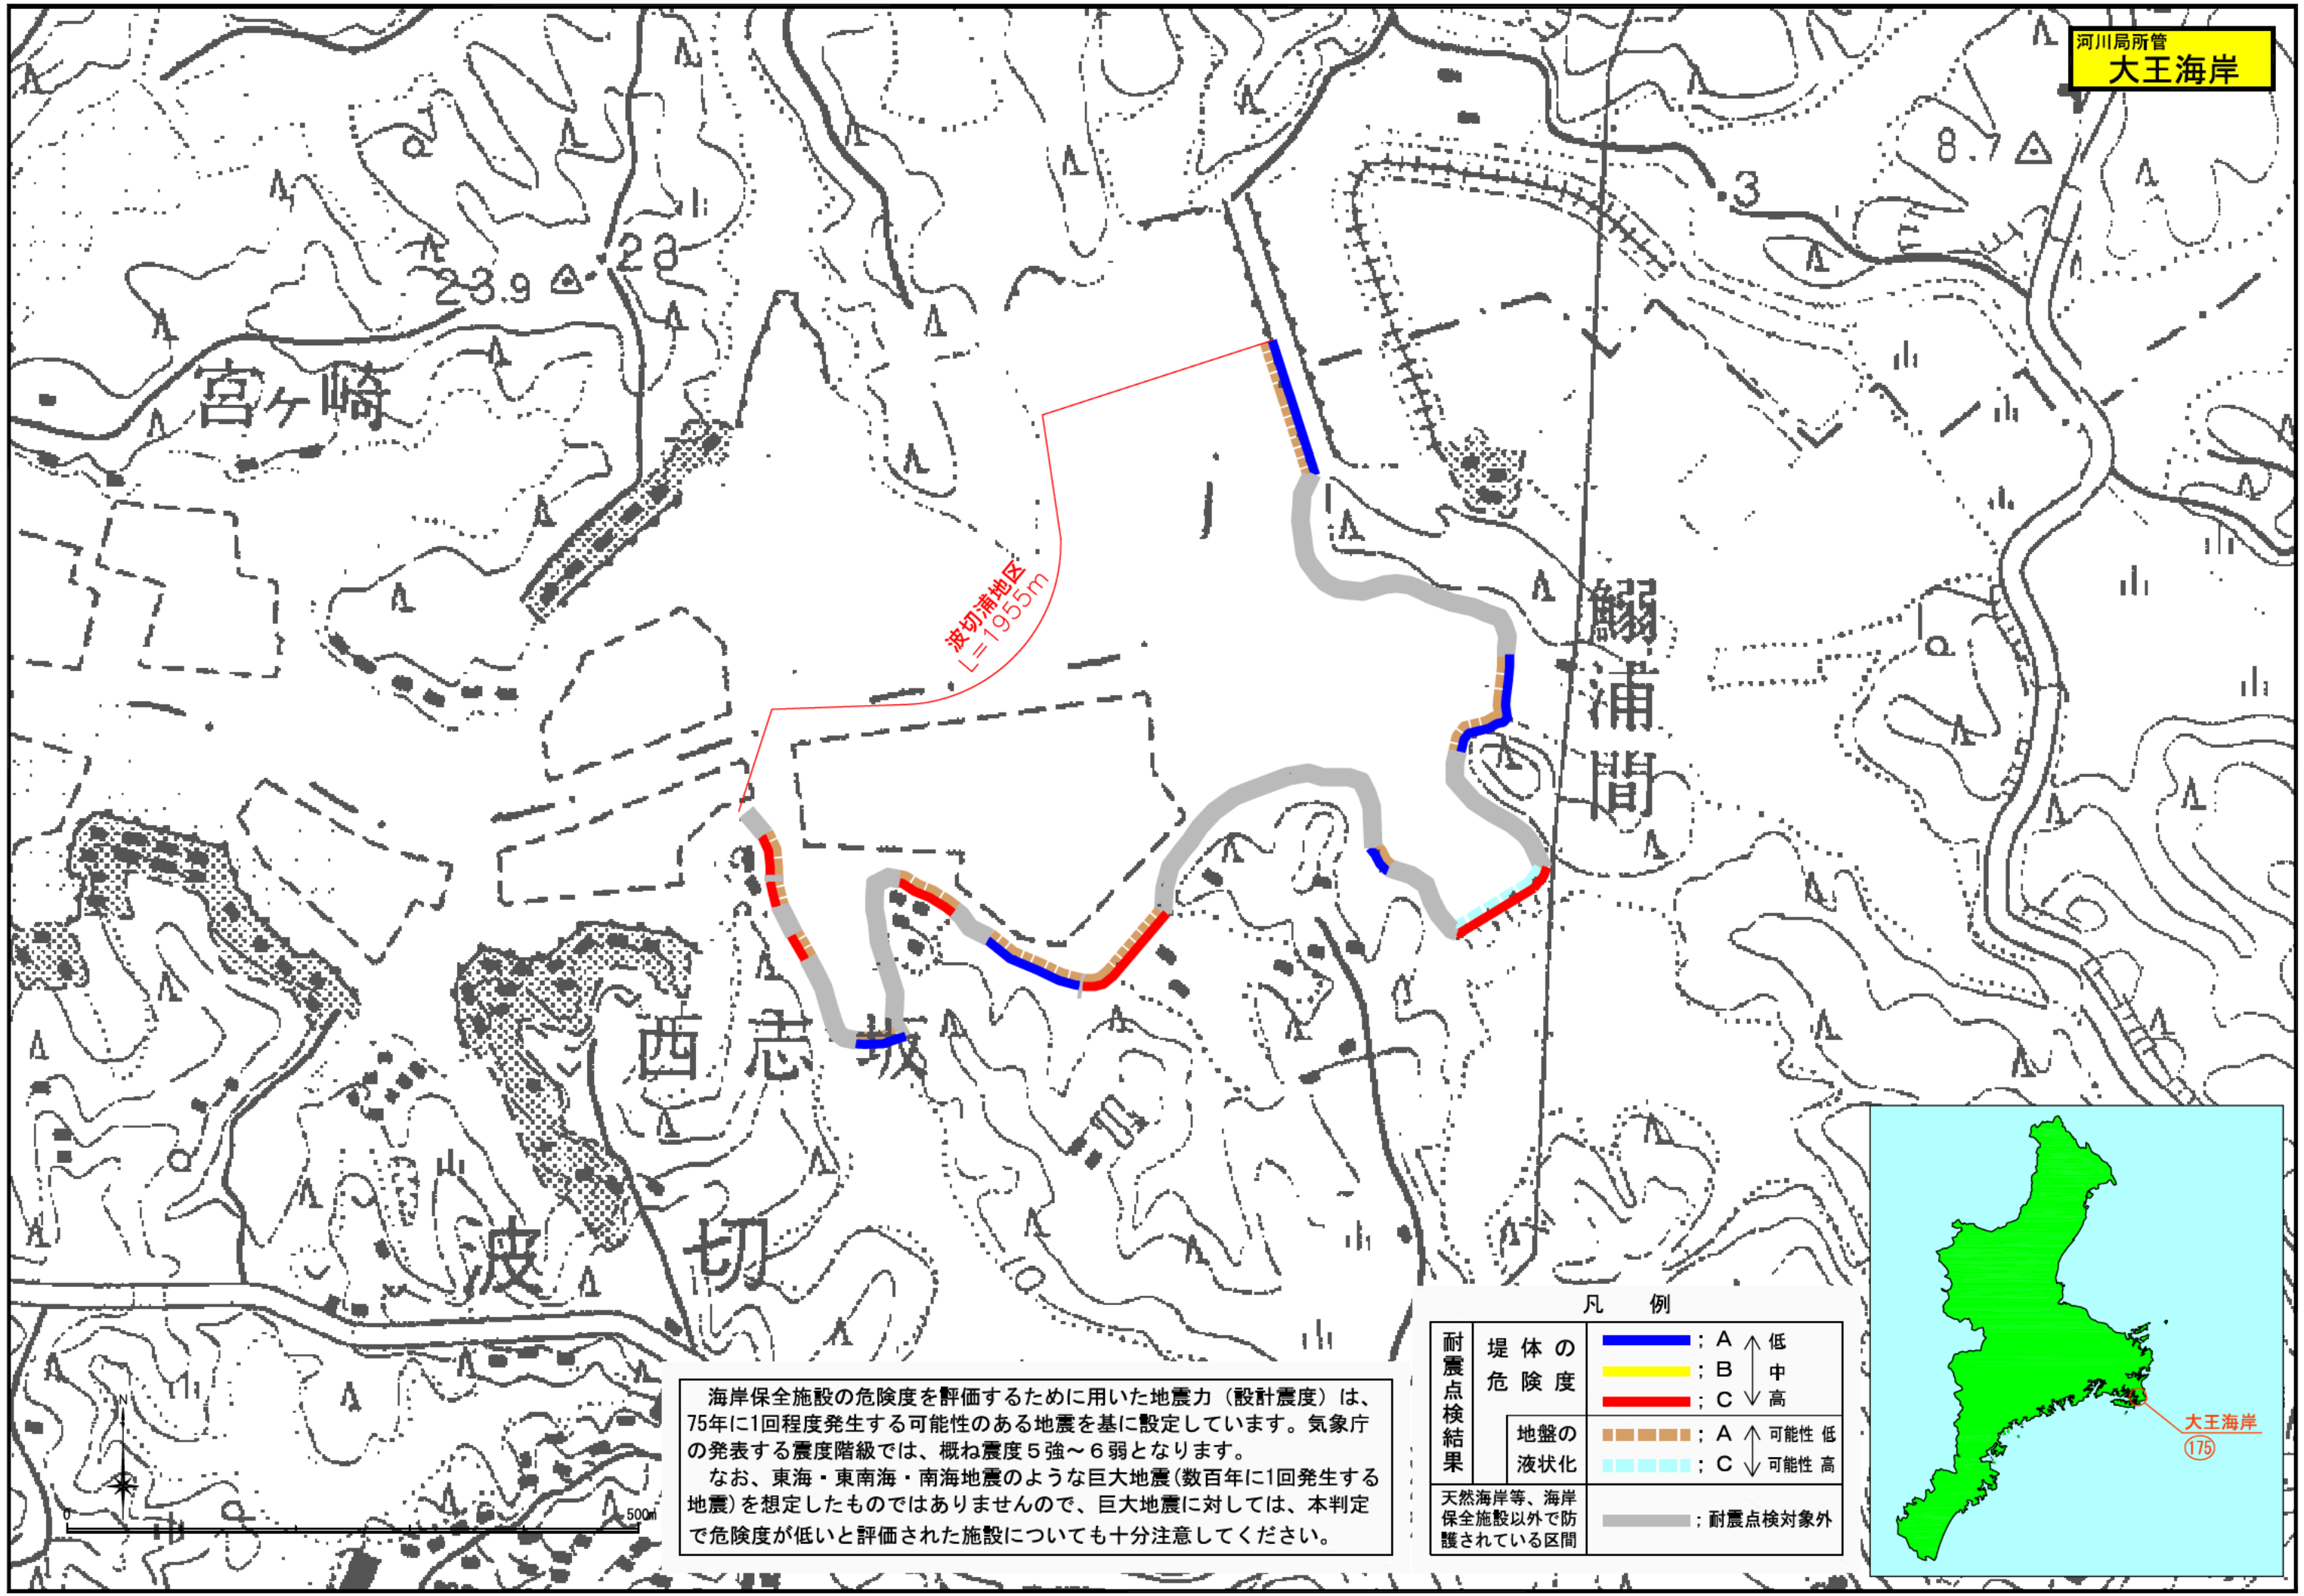 河川局所管
大王海岸
8.7
.3
28
23.9
宮ヶ崎
波切浦地区
L=1955m
鰯浦間
西志坂
波切
10
N
0
500m
海岸保全施設の危険度を評価するために用いた地震力（設計震度）は、
75年に1回程度発生する可能性のある地震を基に設定しています。気象庁
の発表する震度階級では、概ね震度５強～６弱となります。
なお、東海・東南海・南海地震のような巨大地震(数百年に1回発生する
地震)を想定したものではありませんので、巨大地震に対しては、本判定
で危険度が低いと評価された施設についても十分注意してください。
凡　例
耐震点検結果
堤体の
危険度
；A 低
；B 中
；C 高
地盤の
液状化
；A 可能性 低
；C 可能性 高
天然海岸等、海岸
保全施設以外で防
護されている区間
；耐震点検対象外
大王海岸
175